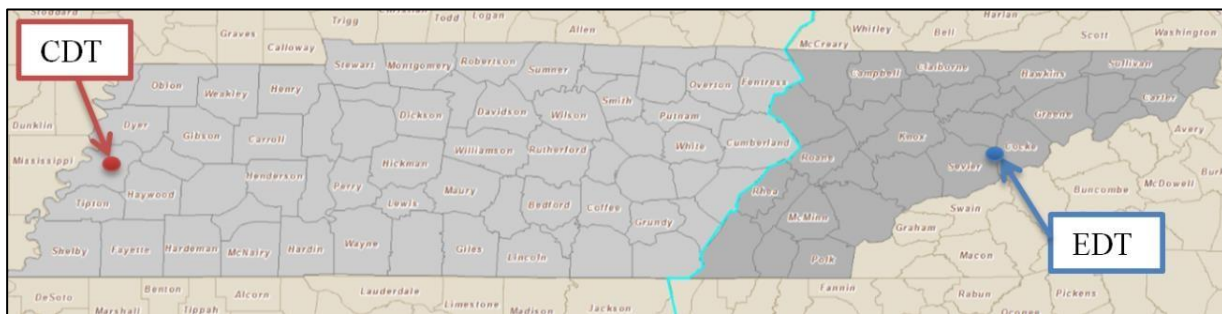 Stoddard
Christian
Trigg
Todd
Logan
Allen
Whitley
Harlan
Bell
Scott
Washington
Graves
Calloway
McCreary
CDT
Stewart
Montgomery
Robertson
Sumner
Overton
Fentress
Campbell
Claiborne
Hawkins
Sullivan
Obion
Weakley
Henry
Smith
Carter
Dunklin
Dyer
Gibson
Carroll
Dickson
Davidson
Wilson
Putnam
Greene
Avery
Mississippi
Hickman
Williamson
Rutherford
White
Cumberland
Roane
Knox
Sevier
Cocke
Burke
Tipton
Haywood
Henderson
Perry
Lewis
Maury
Bedford
Coffee
Grundy
Rhea
McMinn
Buncombe
McDowell
Swain
Graham
EDT
Shelby
Fayette
Hardeman
McNairy
Hardin
Wayne
Giles
Lincoln
Polk
Macon
DeSoto
Marshall
Benton
Tippah
Alcorn
Lauderdale
Limestone
Madison
Jackson
Fannin
Rabun
Pickens
Oconee